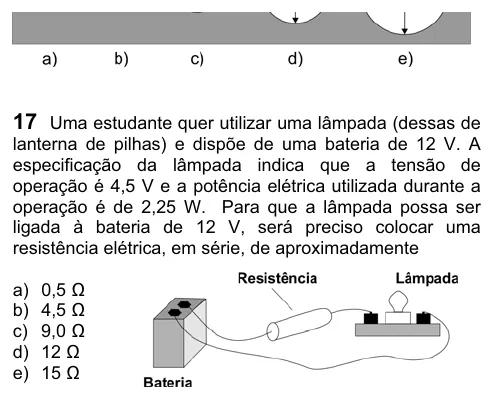 a) b) c) d) e)
17 Uma estudante quer utilizar uma lâmpada (dessas de
lanterna de pilhas) e dispõe de uma bateria de 12 V. A
especificação da lâmpada indica que a tensão de
operação é 4,5 V e a potência elétrica utilizada durante a
operação é de 2,25 W. Para que a lâmpada possa ser
ligada à bateria de 12 V, será preciso colocar uma
resistência elétrica, em série, de aproximadamente
a) 0,5 Ω
b) 4,5 Ω
c) 9,0 Ω
d) 12 Ω
e) 15 Ω
Resistência
Lâmpada
Bateria